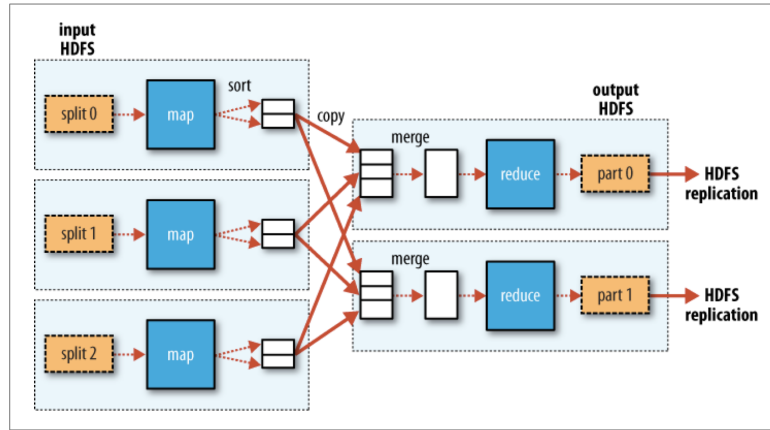 input
HDFS
split 0
map
sort
copy
split 1
map
split 2
map
output
HDFS
merge
reduce
part 0
HDFS
replication
merge
reduce
part 1
HDFS
replication